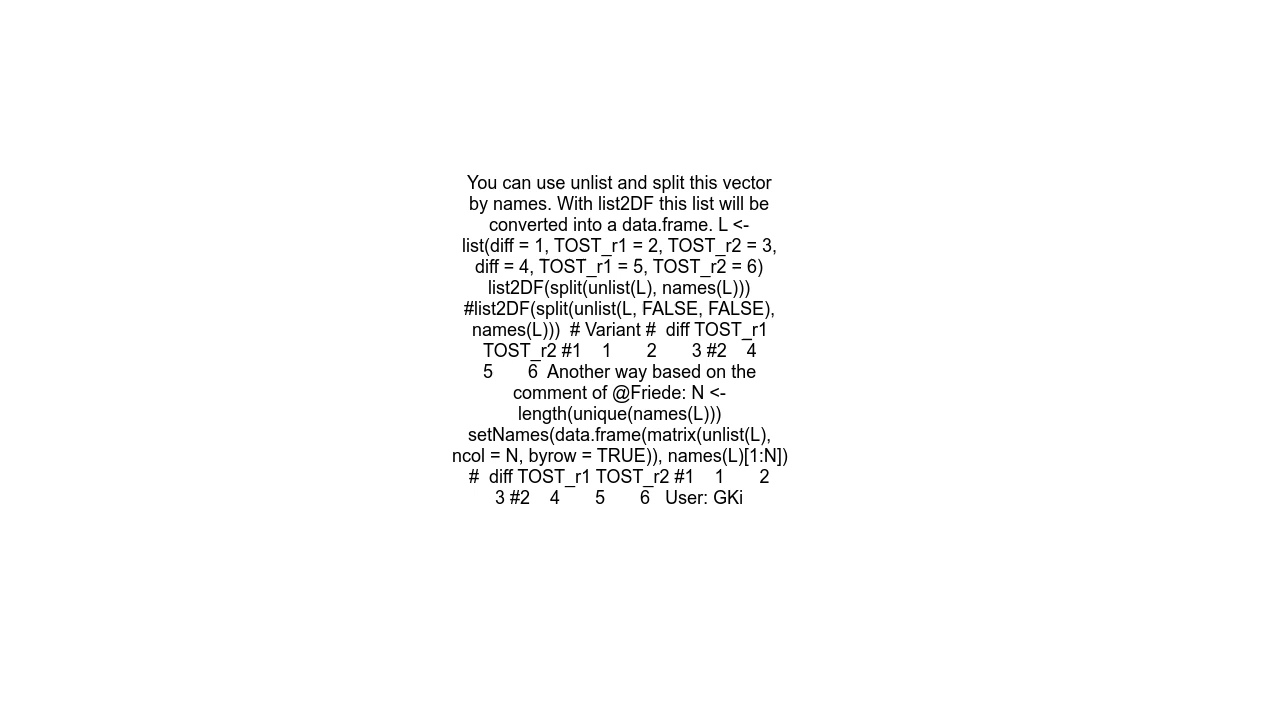 You can use unlist and split this vector
by names. With list2DF this list will be
converted into a data.frame. L <-
list(diff = 1, TOST_r1 = 2, TOST_r2 = 3,
diff = 4, TOST_r1 = 5, TOST_r2 = 6)
list2DF(split(unlist(L), names(L)))
#list2DF(split(unlist(L, FALSE, FALSE),
names(L)))  # Variant #  diff TOST_r1
TOST_r2 #1    1       2       3 #2    4
5       6  Another way based on the
comment of @Friede: N <-
length(unique(names(L)))
setNames(data.frame(matrix(unlist(L),
ncol = N, byrow = TRUE)), names(L)[1:N])
#  diff TOST_r1 TOST_r2 #1    1       2
3 #2    4       5       6   User: GKi